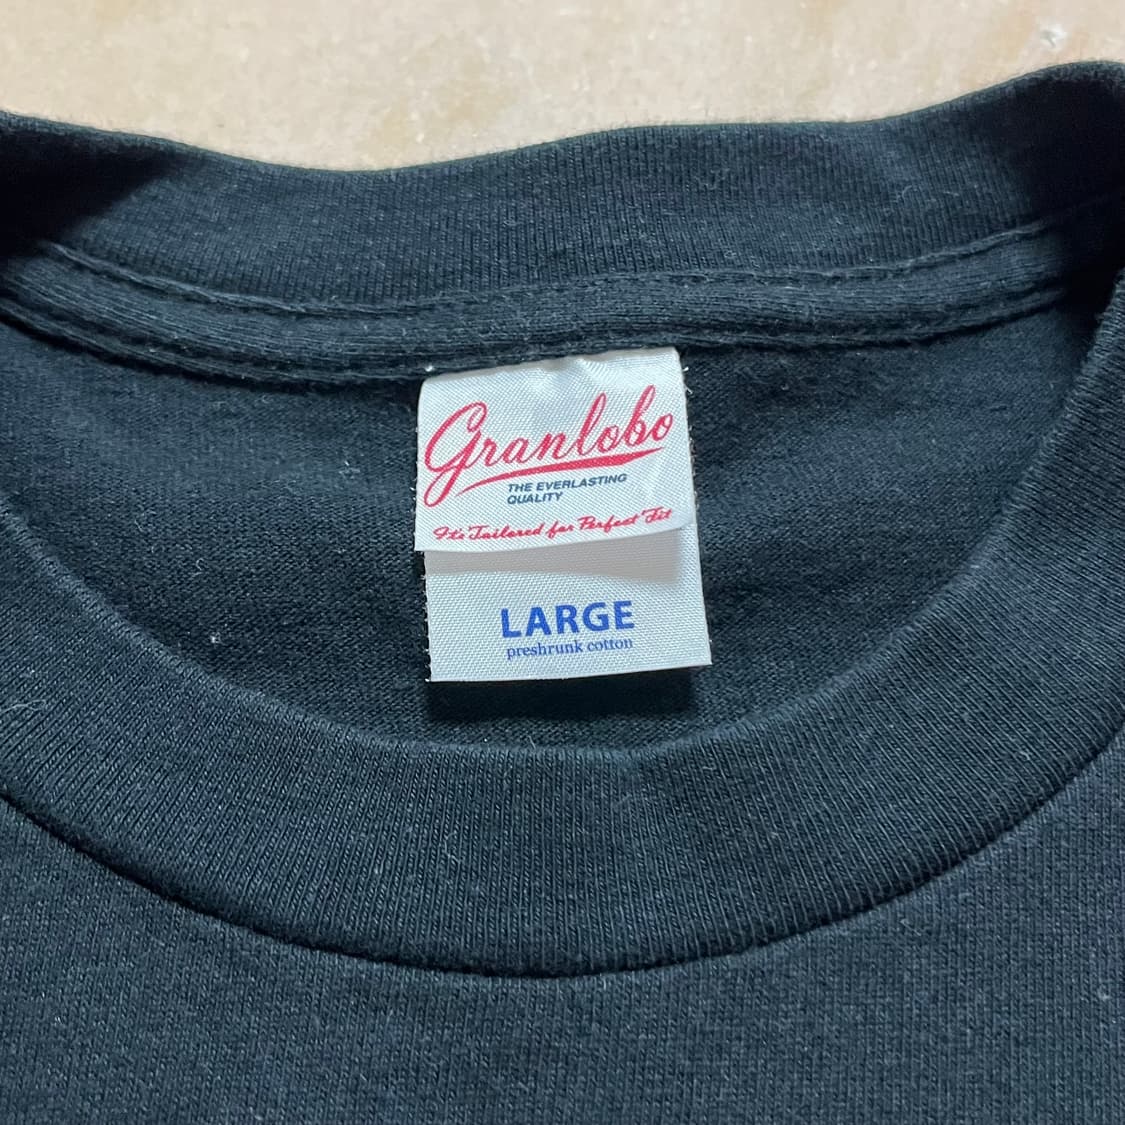 Granlobo
THE EVERLASTING
QUALITY
It's Tailored for Perfect Fit
LARGE
preshrunk cotton